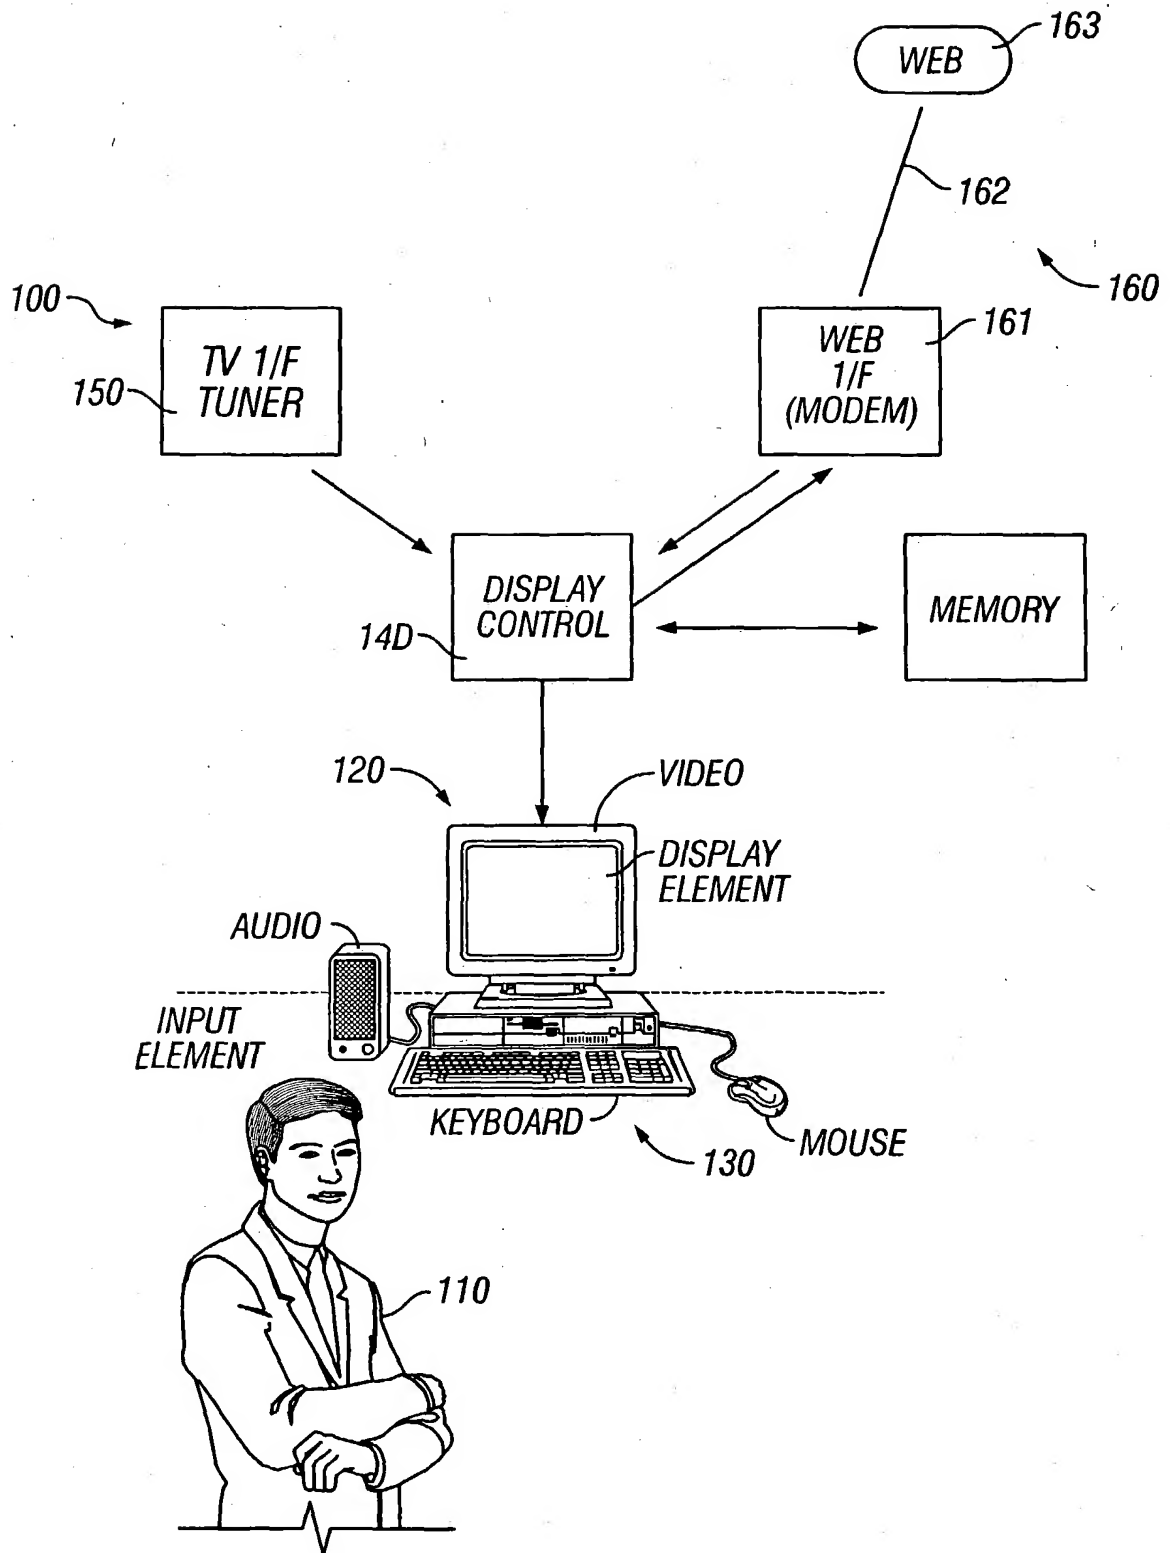 163
WEB
162
160
100
TV 1/F
TUNER
150
161
WEB
1/F
(MODEM)
DISPLAY
CONTROL
14D
MEMORY
120
VIDEO
DISPLAY
ELEMENT
AUDIO
INPUT
ELEMENT
KEYBOARD
130
MOUSE
110